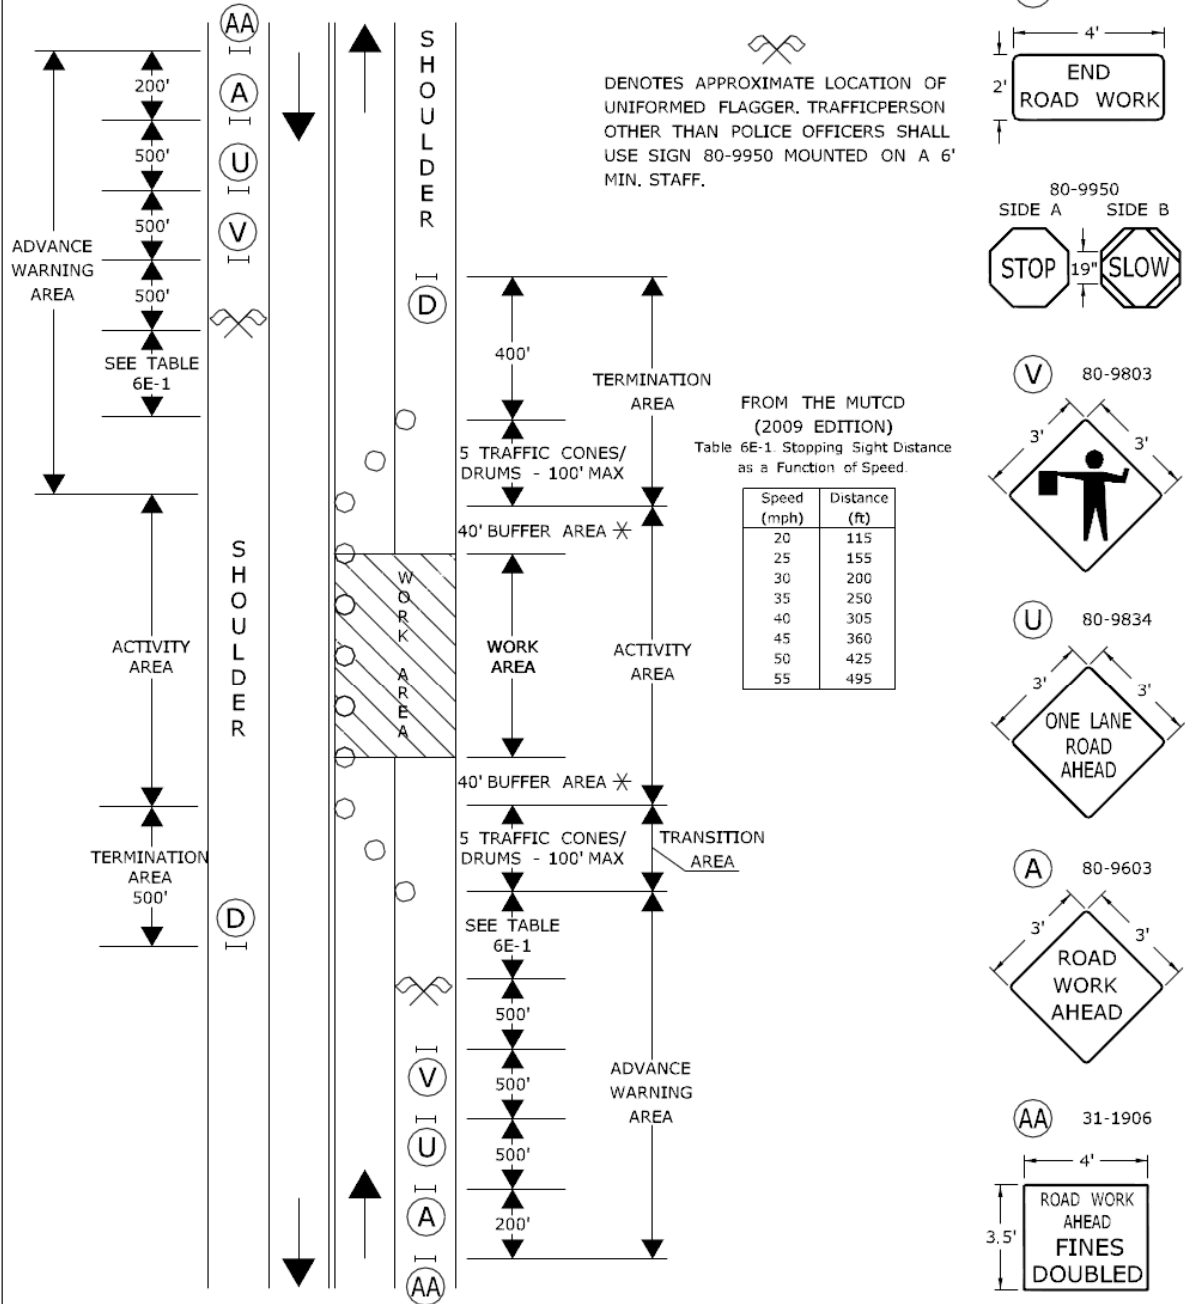 AA
200'
A
500'
U
500'
V
500'
ADVANCE
WARNING
AREA
SEE TABLE
6E-1
SHOULDER
ACTIVITY
AREA
TERMINATION
AREA
500'
D
SHOULDER
D
400'
TERMINATION
AREA
5 TRAFFIC CONES/
DRUMS - 100' MAX
40' BUFFER AREA *
WORK AREA
WORK
AREA
ACTIVITY
AREA
40' BUFFER AREA *
5 TRAFFIC CONES/
DRUMS - 100' MAX
TRANSITION
AREA
SEE TABLE
6E-1
500'
V
500'
U
500'
A
200'
AA
ADVANCE
WARNING
AREA
DENOTES APPROXIMATE LOCATION OF
UNIFORMED FLAGGER. TRAFFICPERSON
OTHER THAN POLICE OFFICERS SHALL
USE SIGN 80-9950 MOUNTED ON A 6'
MIN. STAFF.
FROM THE MUTCD
(2009 EDITION)
Table 6E-1. Stopping Sight Distance
as a Function of Speed.
Speed Distance
(mph) (ft)
20 115
25 155
30 200
35 250
40 305
45 360
50 425
55 495
4'
2'
END
ROAD WORK
80-9950
SIDE A SIDE B
STOP 19" SLOW
V 80-9803
3' 3'
U 80-9834
3' 3'
ONE LANE
ROAD
AHEAD
A 80-9603
3' 3'
ROAD
WORK
AHEAD
AA 31-1906
4'
3.5'
ROAD WORK
AHEAD
FINES
DOUBLED